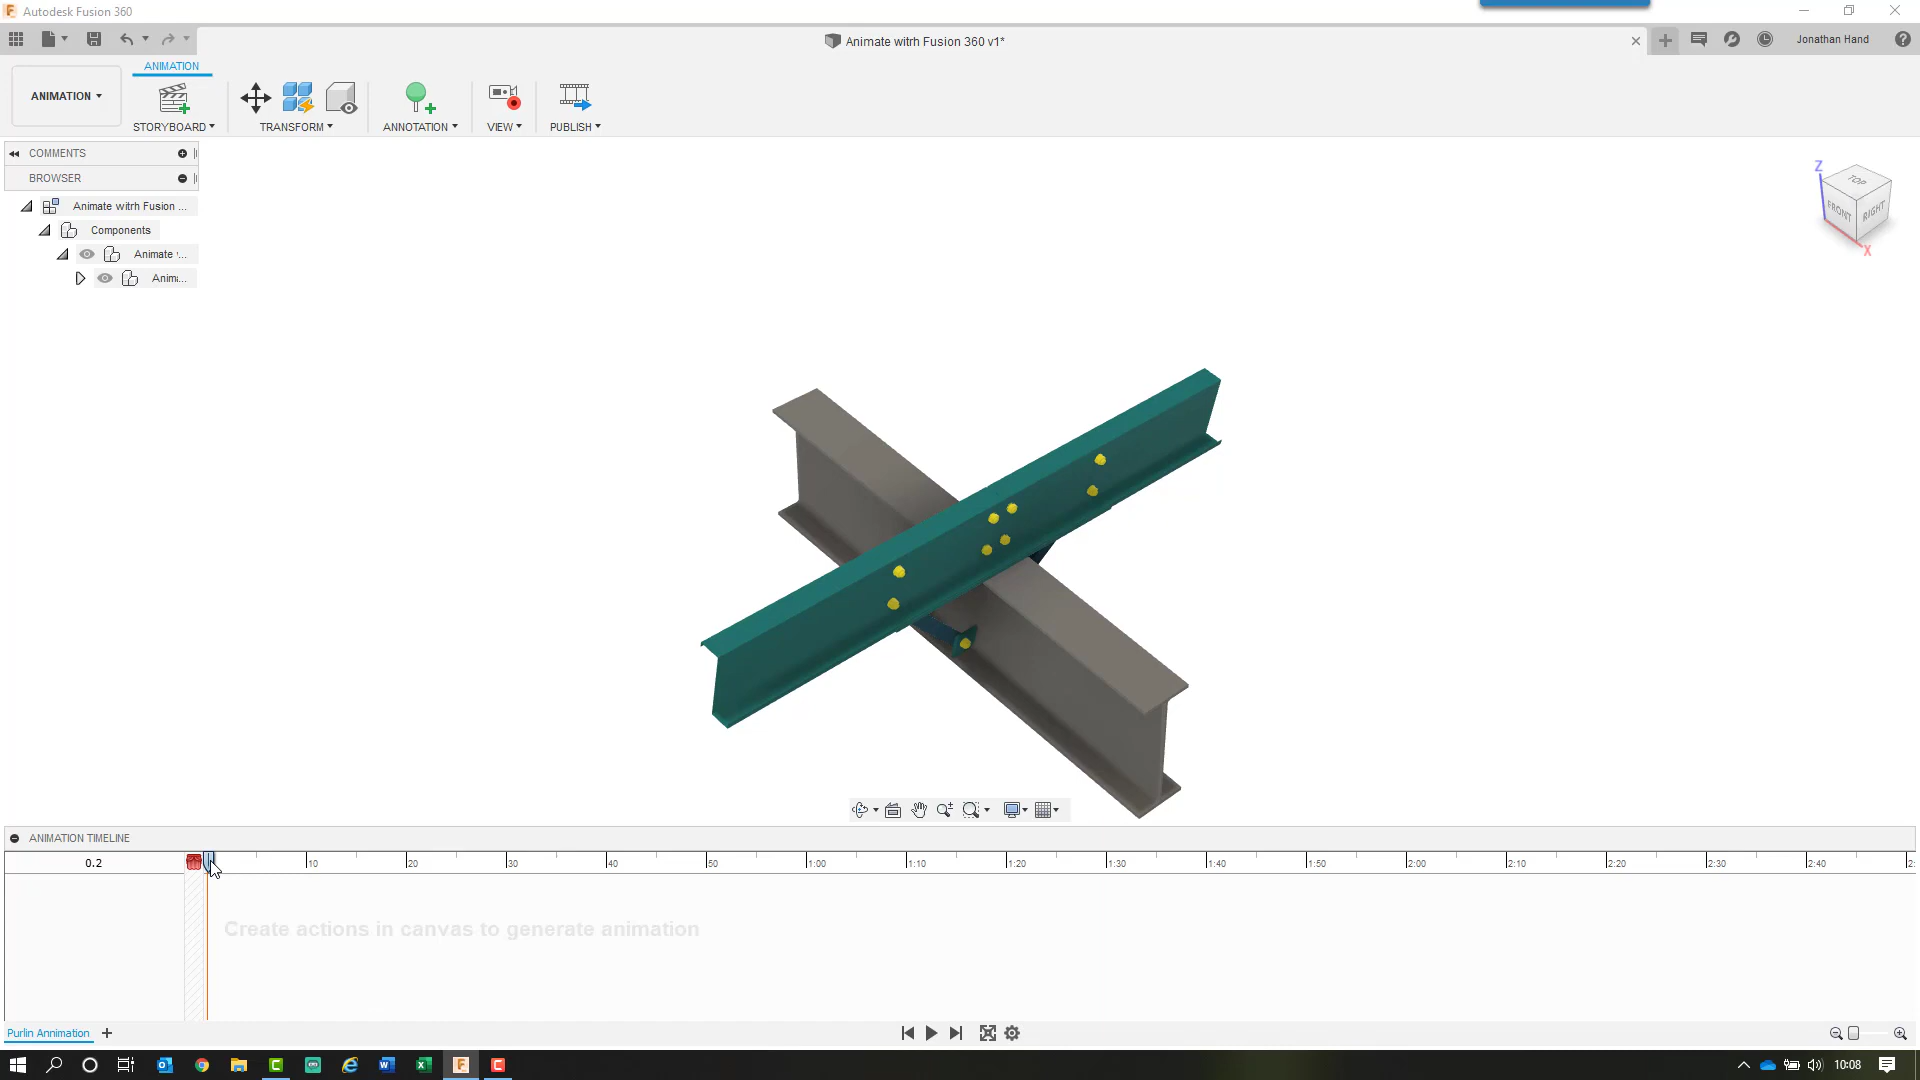 Autodesk Fusion 360
Animate witrh Fusion 360 v1*
Jonathan Hand
ANIMATION
ANIMATION
STORYBOARD
TRANSFORM
ANNOTATION
VIEW
PUBLISH
COMMENTS
BROWSER
Animate witrh Fusion ...
Components
Animate ...
Anim...
Z
TOP
FRONT
RIGHT
X
ANIMATION TIMELINE
0.2
10 20 30 40 50 1:00 1:10 1:20 1:30 1:40 1:50 2:00 2:10 2:20 2:30 2:40 2:
Create actions in canvas to generate animation
Purlin Annimation
10:08